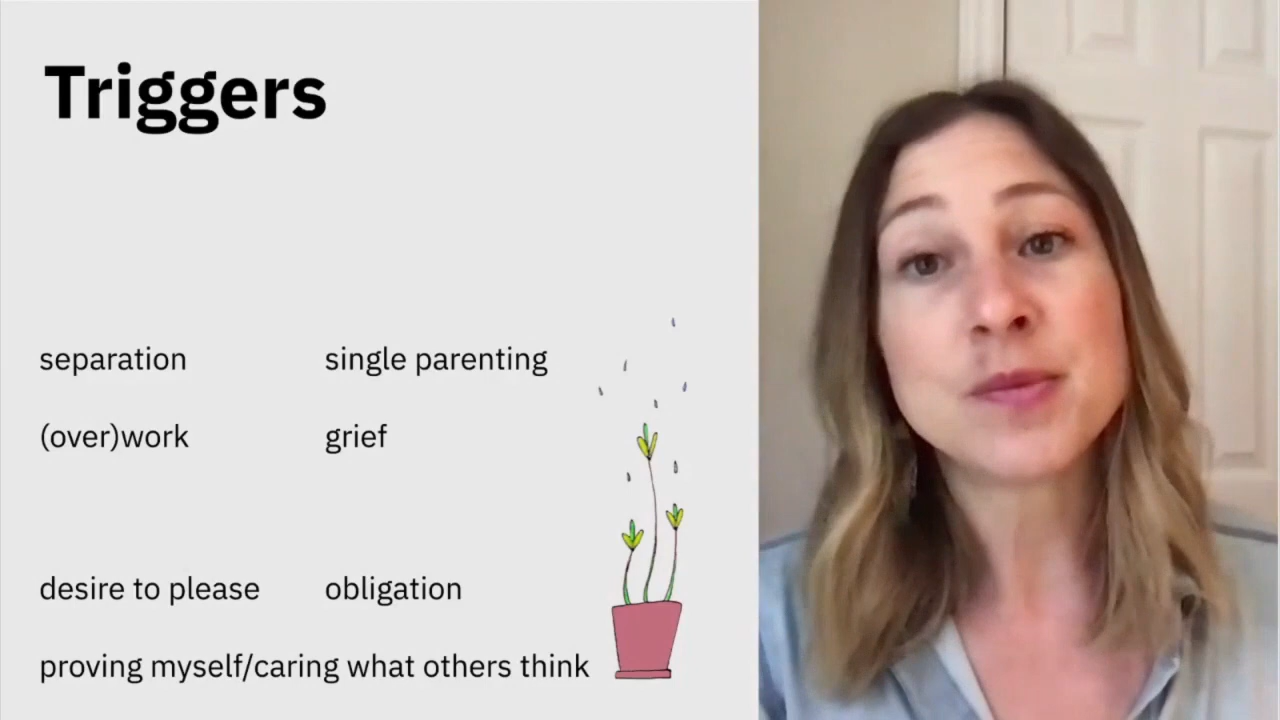 Triggers
separation single parenting
(over)work grief
desire to please obligation
proving myself/caring what others think